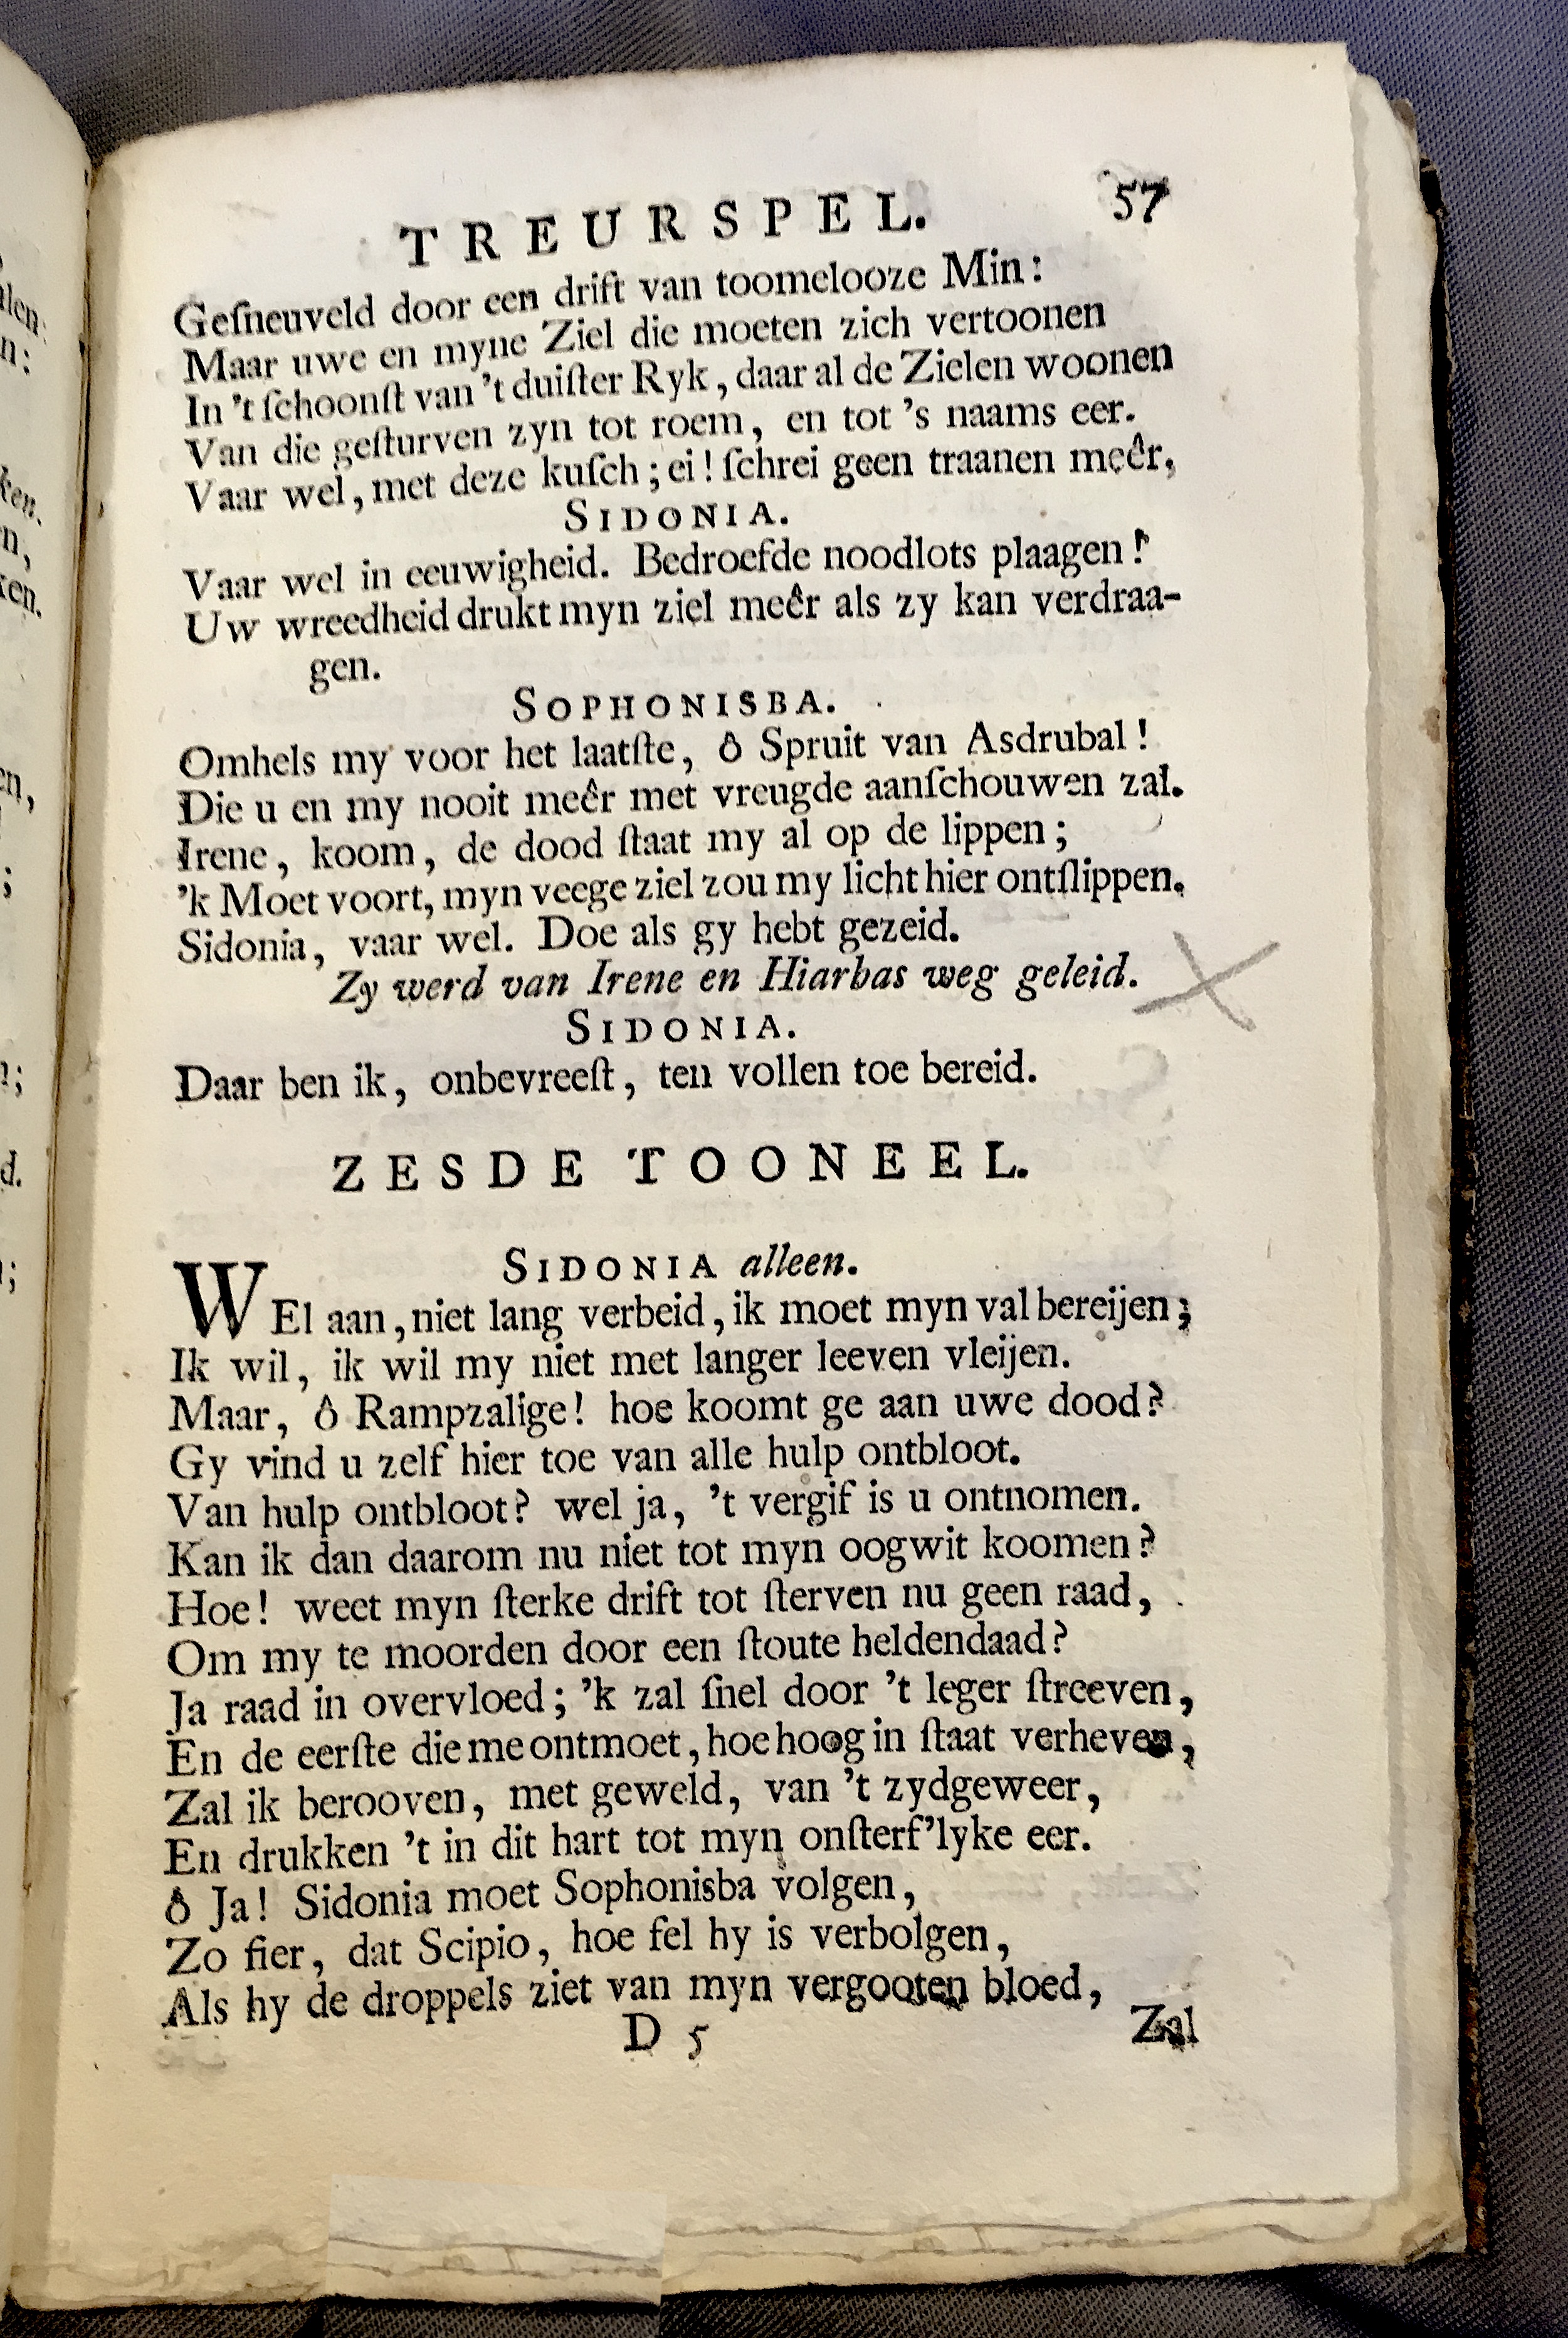 TREURSPEL. 57
Geſneuveld door een drift van toomelooze Min:
Maar uwe en myne Ziel die moeten zich vertoonen
In 't ſchoonſt van 't duiſter Ryk, daar al de Zielen woonen
Van die geſturven zyn tot roem, en tot 's naams eer.
Vaar wel, met deze kuſch; ei! ſchrei geen traanen meêr,
SIDONIA.
Vaar wel in eeuwigheid. Bedroefde noodlots plaagen!
Uw wreedheid drukt myn ziel meêr als zy kan verdraa-
gen.
SOPHONISBA.
Omhels my voor het laatſte, ô Spruit van Asdrubal!
Die u en my nooit meêr met vreugde aanſchouwen zal.
Irene, koom, de dood ſtaat my al op de lippen;
'k Moet voort, myn veege ziel zou my licht hier ontſlippen.
Sidonia, vaar wel. Doe als gy hebt gezeid.
Zy werd van Irene en Hiarbas weg geleid.
SIDONIA.
Daar ben ik, onbevreeſt, ten vollen toe bereid.
ZESDE TOONEEL.
SIDONIA alleen.
WEl aan, niet lang verbeid, ik moet myn val bereijen;
Ik wil, ik wil my niet met langer leeven vleijen.
Maar, ô Rampzalige! hoe koomt ge aan uwe dood?
Gy vind u zelf hier toe van alle hulp ontbloot.
Van hulp ontbloot? wel ja, 't vergif is u ontnomen.
Kan ik dan daarom nu niet tot myn oogwit koomen?
Hoe! weet myn ſterke drift tot ſterven nu geen raad,
Om my te moorden door een ſtoute heldendaad?
Ja raad in overvloed; 'k zal ſnel door 't leger ſtreeven,
En de eerſte die me ontmoet, hoe hoog in ſtaat verheven,
Zal ik berooven, met geweld, van 't zydgeweer,
En drukken 't in dit hart tot myn onſterf'lyke eer.
ô Ja! Sidonia moet Sophonisba volgen,
Zo fier, dat Scipio, hoe fel hy is verbolgen,
Als hy de droppels ziet van myn vergooten bloed,
D 5 Zal